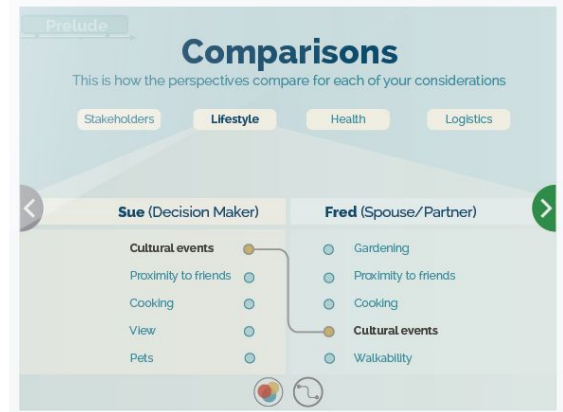 Prelude
Comparisons
This is how the perspectives compare for each of your considerations
Stakeholders Lifestyle Health Logistics
Sue (Decision Maker) Fred (Spouse/Partner)
Cultural events Gardening
Proximity to friends Proximity to friends
Cooking Cooking
View Cultural events
Pets Walkability